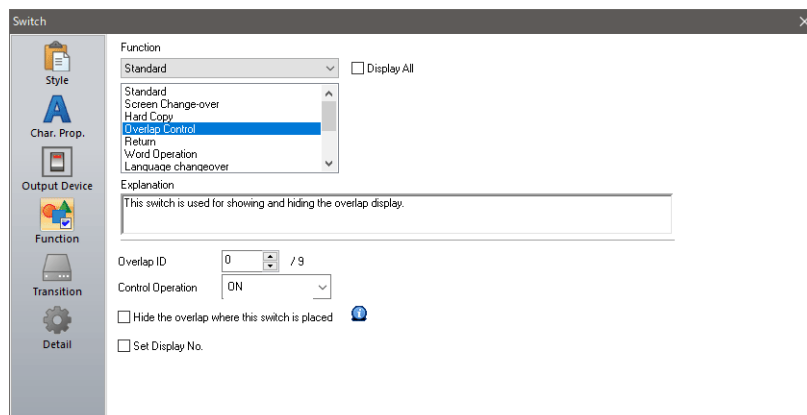 Switch
Style
Char. Prop.
Output Device
Function
Transition
Detail
Function
Standard
Display All
Standard
Screen Change-over
Hard Copy
Overlap Control
Return
Word Operation
Language changeover
Explanation
This switch is used for showing and hiding the overlap display.
Overlap ID 0 / 9
Control Operation ON
Hide the overlap where this switch is placed
Set Display No.